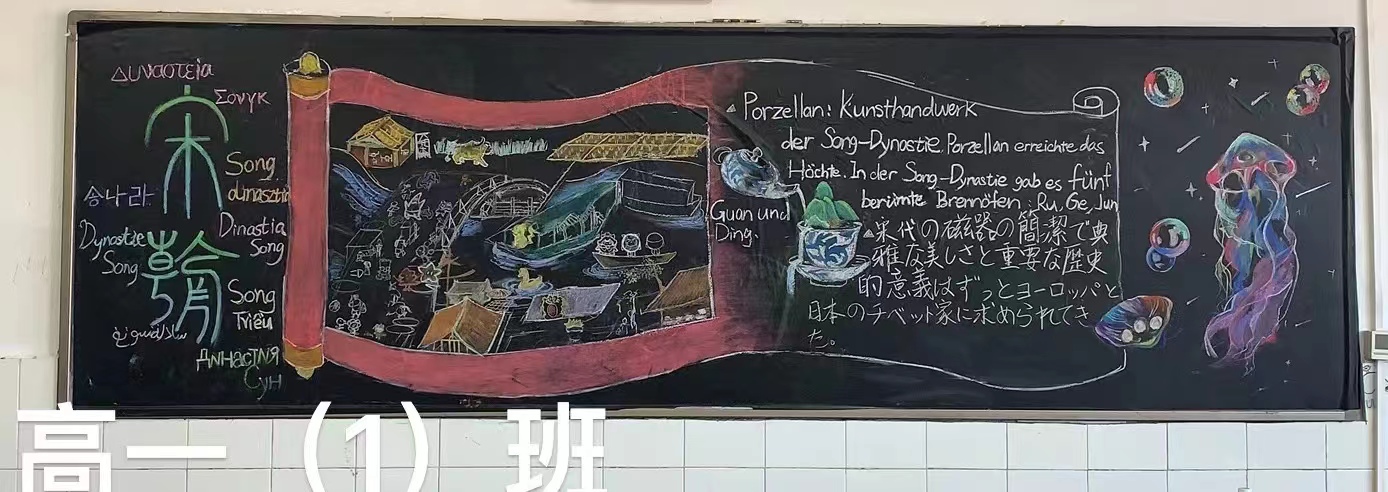 Δυναστεία
Σονγκ
宋
Song
dinasztia
송나라
Dynastie
Song
Dinastia
Song
朝
Song
Triều
Династия
Сун
Porzellan: Kunsthandwerk
der Song-Dynastie. Porzellan erreichte das
Höchte. In der Song-Dynastie gab es fünf
berümte Brennöten: Ru, Ge, Jun
Guan und
Ding.
宋代の磁器の簡潔で典
雅な美しさと重要な歴史
的意義はずっとヨーロッパと
日本のチベット家に求められてき
た。
高一（1）班